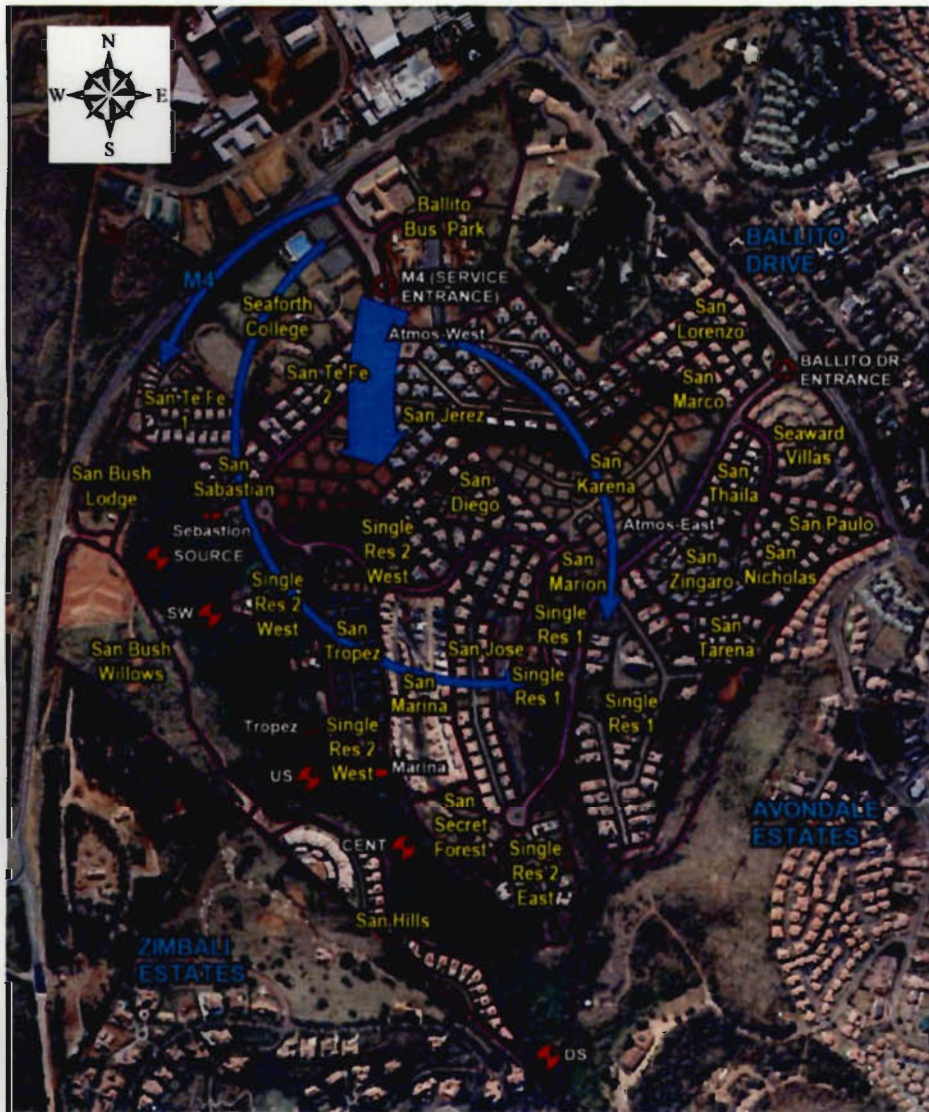 N
W E
S
Ballito
Bus Park
M4
M4 (SERVICE
ENTRANCE)
BALLITO
DRIVE
Seaforth
College
Atmos-West
San
Lorenzo
BALLITO DR
ENTRANCE
San Te'Fe
2
San Te'Fe
1
San Jerez
San
Marco
Seaward
Villas
San Bush
Lodge
San
Sabastian
San
Diego
San
Karena
San
Thaila
Sebastion
SOURCE
Single
Res 2
West
Atmos-East
San Paulo
San
Marion
San
Zingaro
San
Nicholas
SW
Single
Res 2
West
Single
Res 1
San
Tropez
San Jose
San
Tarena
San Bush
Willows
San
Marina
Single
Res 1
Single
Res 1
Tropez
Single
Res 2
West
Marina
US
San
Secret
Forest
AVONDALE
ESTATES
CENT
Single
Res 2
East
San Hills
ZIMBALI
ESTATES
DS